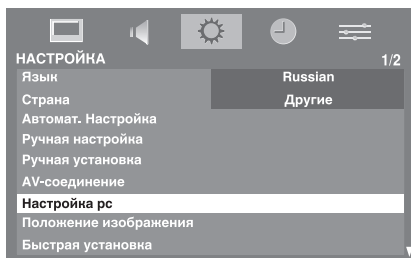 НАСТРОЙКА 1/2
Язык Russian
Страна Другие
Автомат. Настройка
Ручная настройка
Ручная установка
AV-соединение
Настройка pc
Положение изображения
Быстрая установка